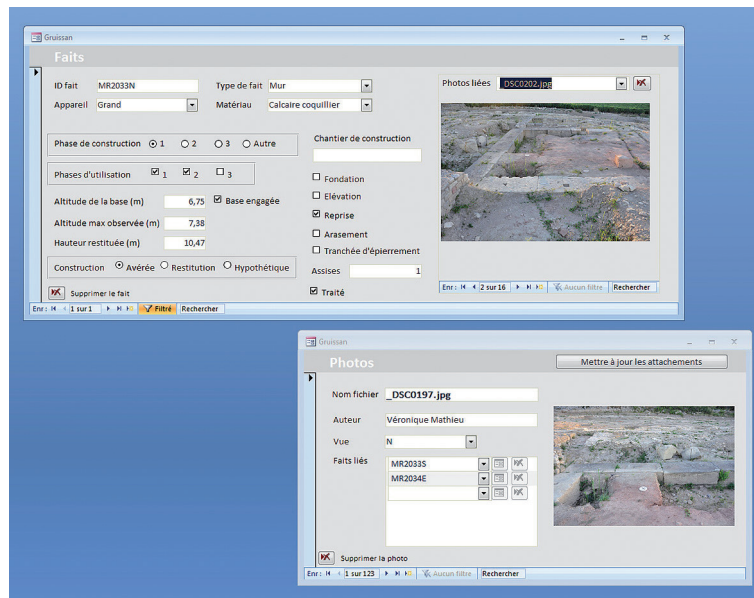 Gruissan
Faits
ID fait MR2033N Type de fait Mur
Appareil Grand Matériau Calcaire coquillier
Photos liées _DSC0202.jpg
Phase de construction 1 2 3 Autre
Phases d'utilisation 1 2 3
Altitude de la base (m) 6,75 Base engagée
Altitude max observée (m) 7,38
Hauteur restituée (m) 10,47
Construction Avérée Restitution Hypothétique
Supprimer le fait
Chantier de construction
Fondation
Elévation
Reprise
Arasement
Tranchée d'épierrement
Assises 1
Traité
Enr : 2 sur 16 Aucun filtre Rechercher
Enr : 1 sur 1 Filtré Rechercher
Gruissan
Photos
Mettre à jour les attachements
Nom fichier _DSC0197.jpg
Auteur Véronique Mathieu
Vue N
Faits liés MR2033S
MR2034E
Supprimer la photo
Enr : 1 sur 123 Aucun filtre Rechercher